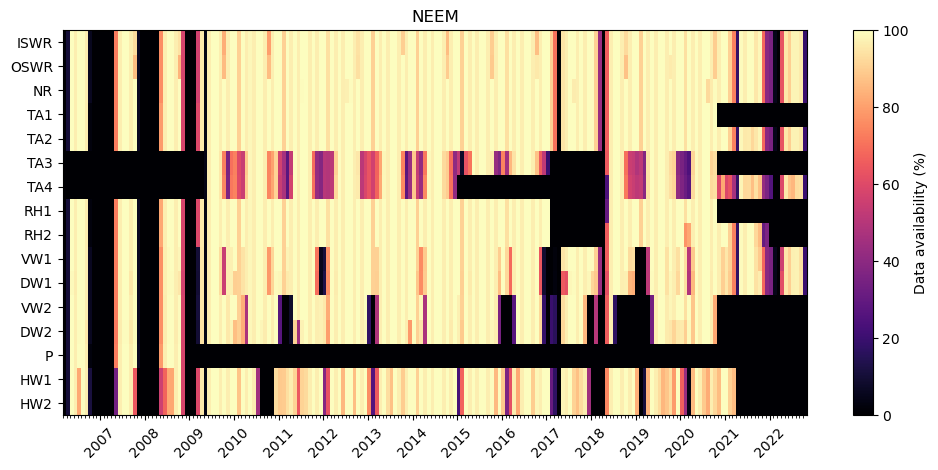 NEEM
ISWR
OSWR
NR
TA1
TA2
TA3
TA4
RH1
RH2
VW1
DW1
VW2
DW2
P
HW1
HW2
2007 2008 2009 2010 2011 2012 2013 2014 2015 2016 2017 2018 2019 2020 2021 2022
100
80
60
40
20
0
Data availability (%)